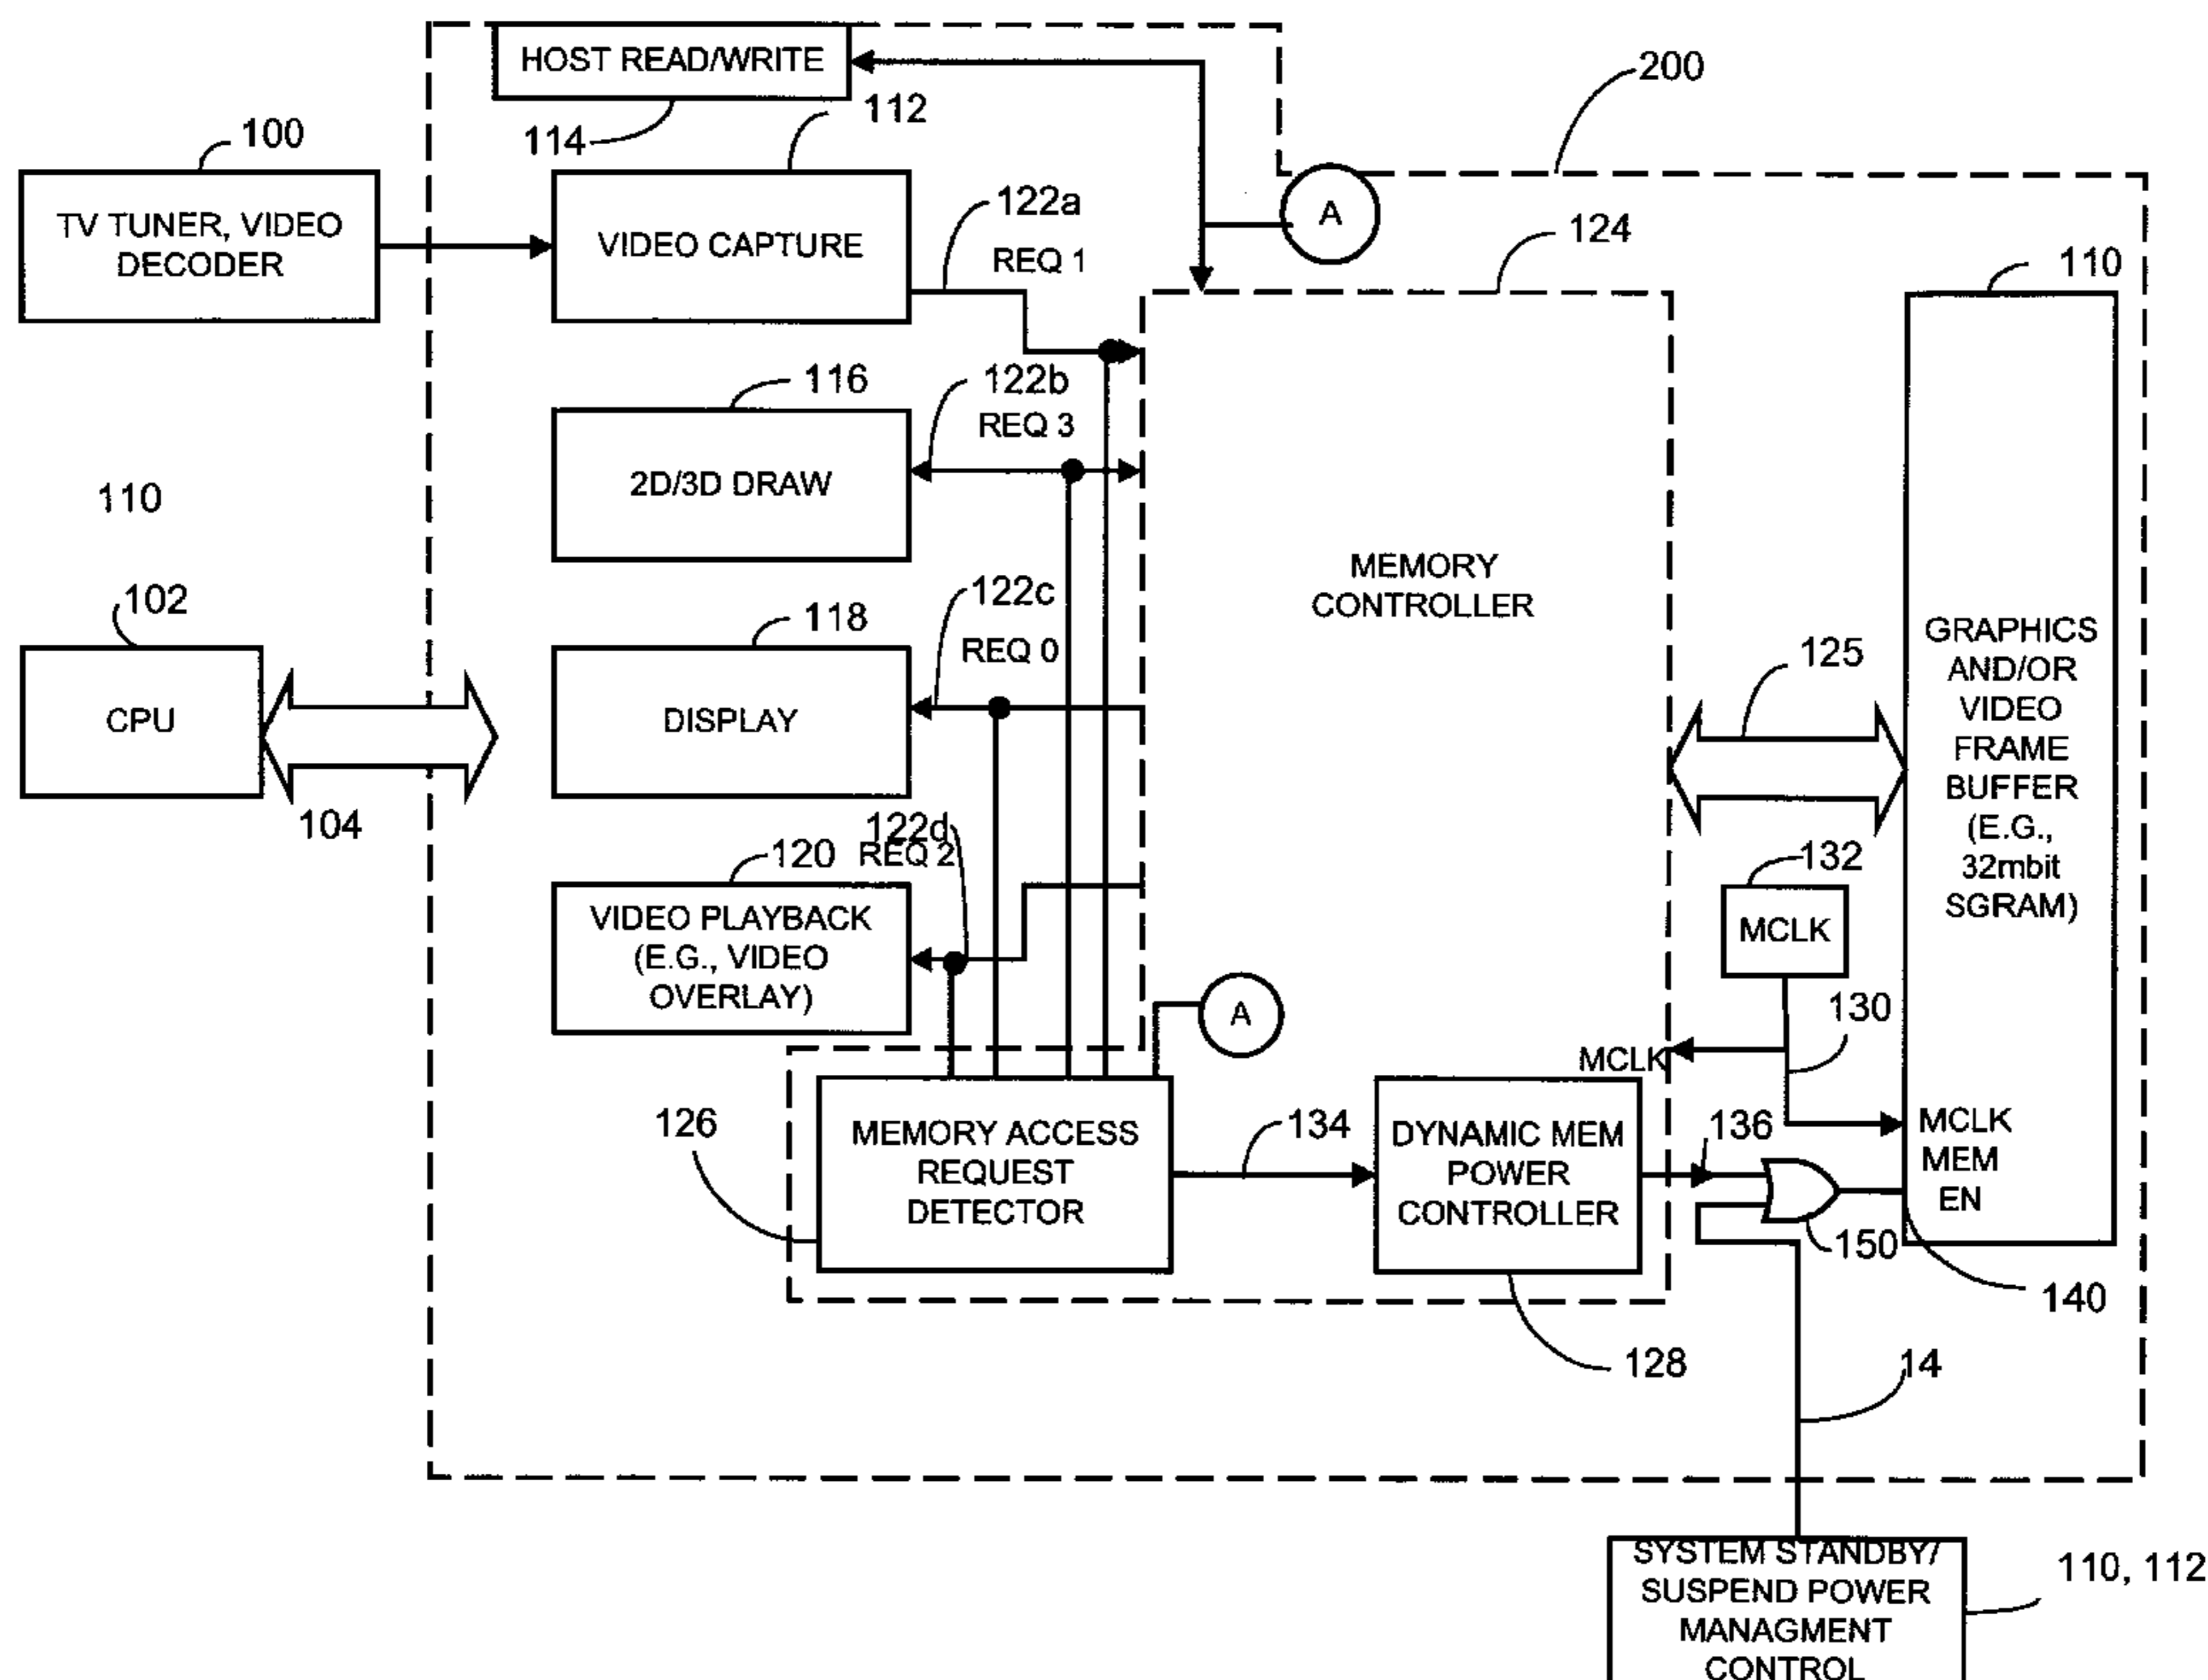 HOST READ/WRITE
200
112
114
100
TV TUNER, VIDEO
DECODER
VIDEO CAPTURE
122a
REQ 1
A
124
110
116
122b
REQ 3
2D/3D DRAW
110
MEMORY
CONTROLLER
102
CPU
104
118
122c
REQ 0
DISPLAY
125
GRAPHICS
AND/OR
VIDEO
FRAME
BUFFER
(E.G.,
32mbit
SGRAM)
122d
REQ 2
120
VIDEO PLAYBACK
(E.G., VIDEO
OVERLAY)
132
MCLK
130
A
MCLK
MCLK
MEM
EN
126
MEMORY ACCESS
REQUEST
DETECTOR
134
DYNAMIC MEM
POWER
CONTROLLER
136
150
140
128
14
SYSTEM STANDBY/
SUSPEND POWER
MANAGMENT
CONTROL
110, 112